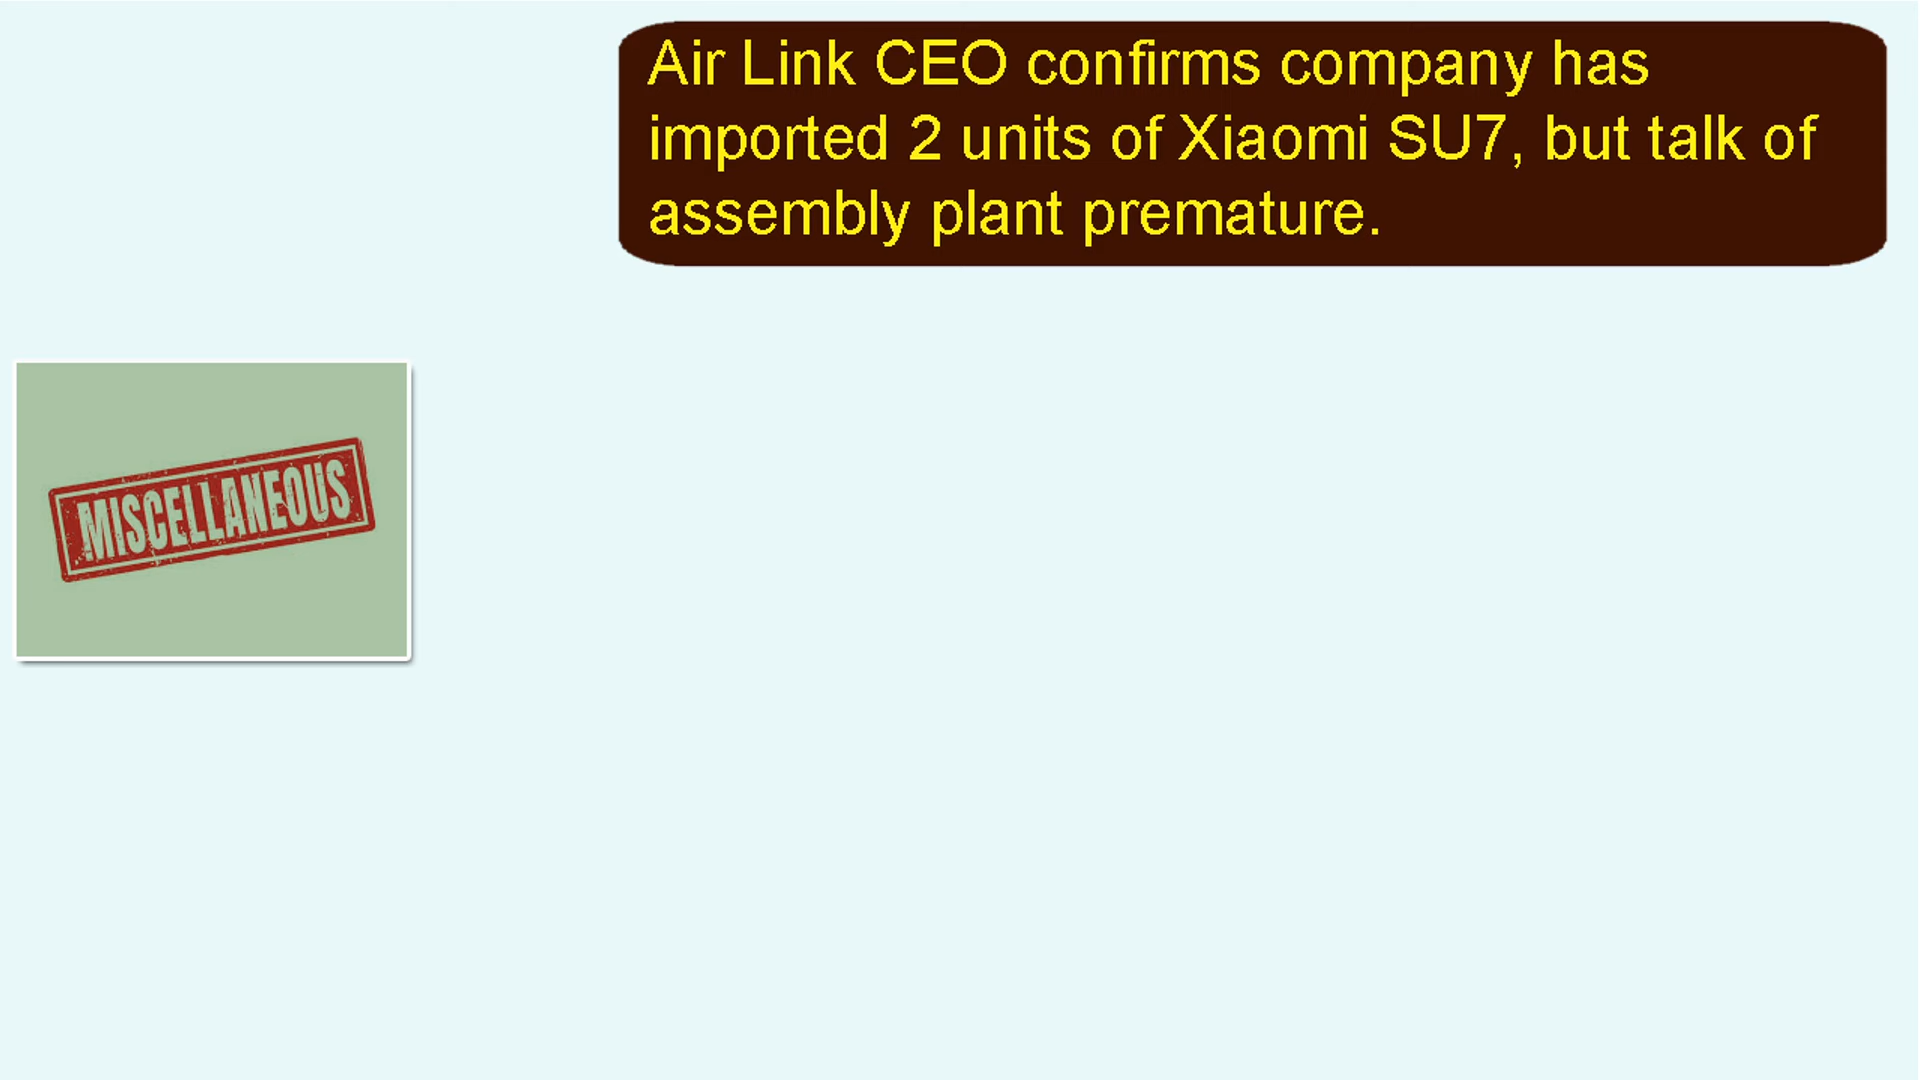 Air Link CEO confirms company has
imported 2 units of Xiaomi SU7, but talk of
assembly plant premature.
MISCELLANEOUS